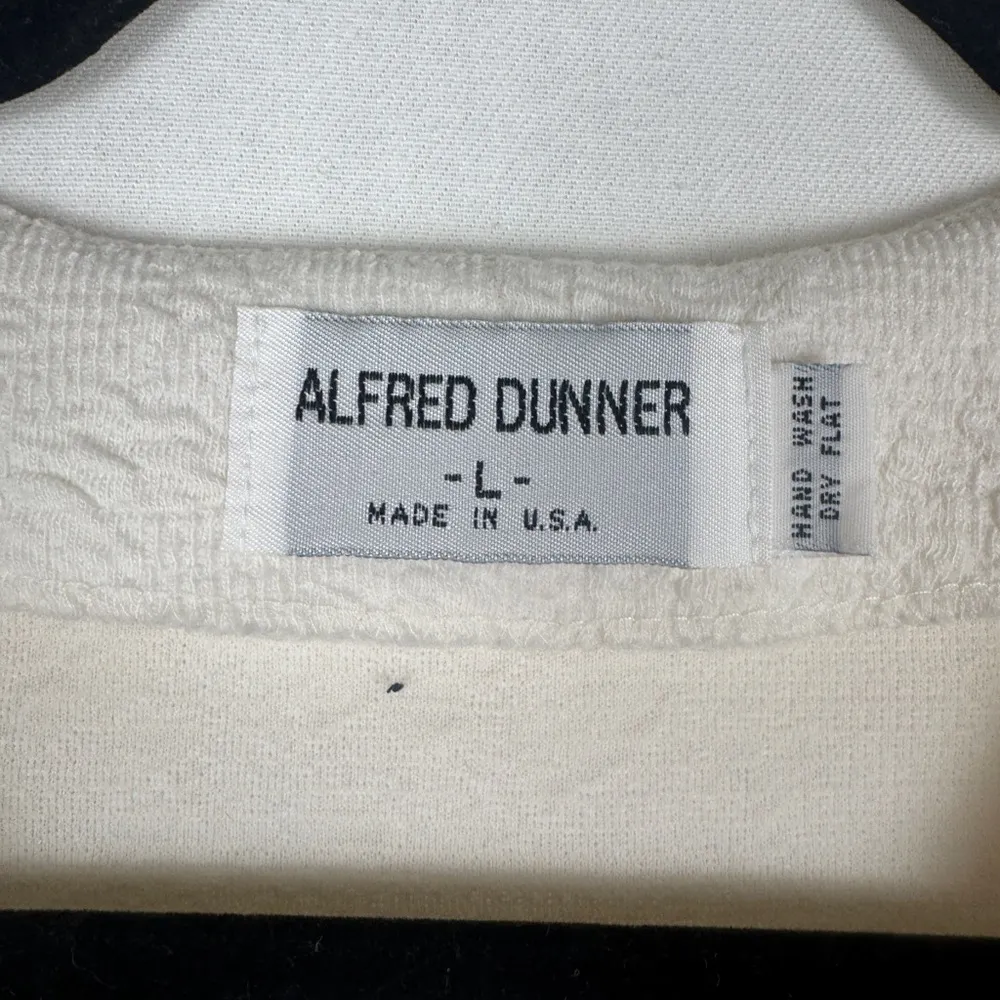 ALFRED DUNNER
-L-
MADE IN U.S.A.
HAND WASH
DRY FLAT